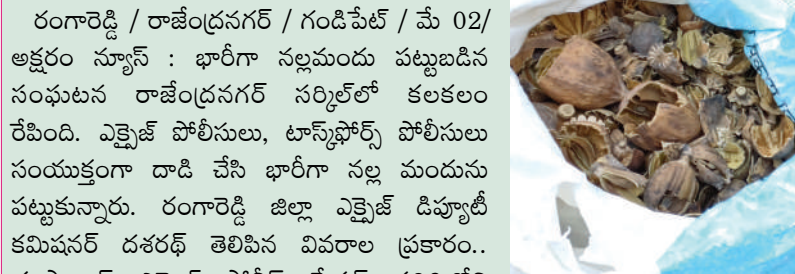 రంగారెడ్డి / రాజేంద్రనగర్ / గండిపేట్ / మే 02/
అక్షరం న్యూస్ : భారీగా నల్లమందు పట్టుబడిన
సంఘటన రాజేంద్రనగర్ సర్కిల్‌లో కలకలం
రేపింది. ఎక్సైజ్ పోలీసులు, టాస్క్‌ఫోర్స్ పోలీసులు
సంయుక్తంగా దాడి చేసి భారీగా నల్ల మందును
పట్టుకున్నారు. రంగారెడ్డి జిల్లా ఎక్సైజ్ డిప్యూటీ
కమిషనర్ దశరథ్ తెలిపిన వివరాల ప్రకారం..